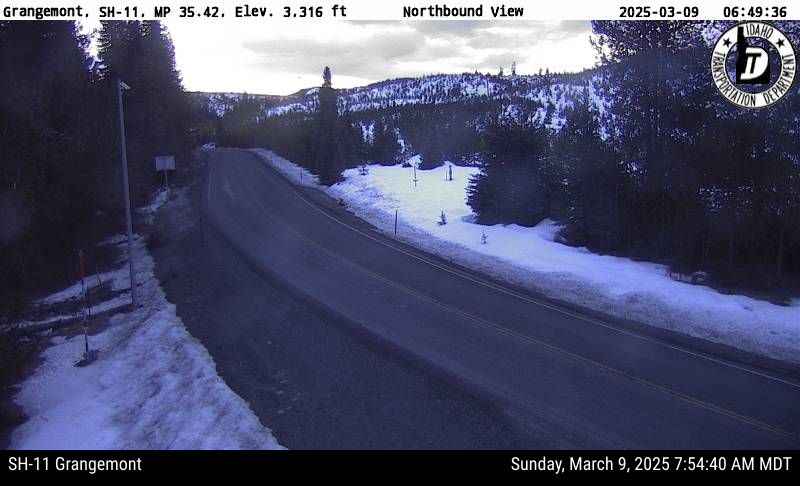 Grangemont, SH-11, MP 35.42, Elev. 3,316 ft Northbound View 2025-03-09 06:49:36
IDAHO
TRANSPORTATION DEPARTMENT
SH-11 Grangemont Sunday, March 9, 2025 7:54:40 AM MDT